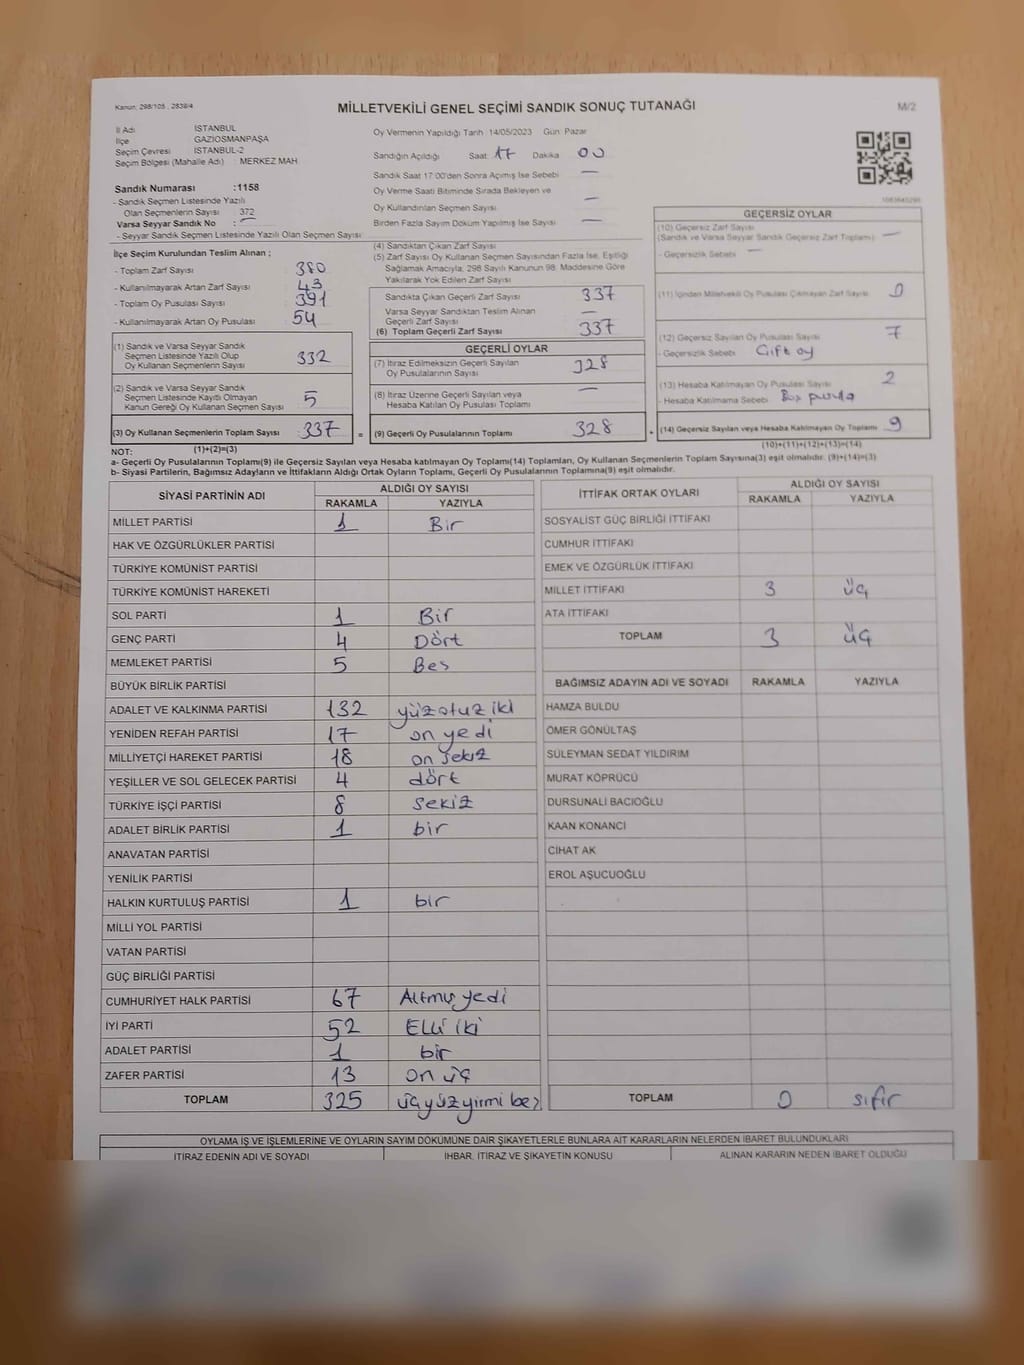 Kanun: 298/105 ; 2839/4
MİLLETVEKİLİ GENEL SEÇİMİ SANDIK SONUÇ TUTANAĞI
M/2
İl Adı İSTANBUL
İlçe GAZİOSMANPAŞA
Seçim Çevresi İSTANBUL-2
Seçim Bölgesi (Mahalle Adı) : MERKEZ MAH
Sandık Numarası :1158
- Sandık Seçmen Listesinde Yazılı
Olan Seçmenlerin Sayısı 372
Varsa Seyyar Sandık No : —
- Seyyar Sandık Seçmen Listesinde Yazılı Olan Seçmen Sayısı:
Oy Vermenin Yapıldığı Tarih 14/05/2023 Gün: Pazar
Sandığın Açıldığı Saat 17 Dakika 00
Sandık Saat 17:00'den Sonra Açılmış İse Sebebi —
Oy Verme Saati Bitiminde Sırada Bekleyen ve
Oy Kullandırılan Seçmen Sayısı —
Birden Fazla Sayım Döküm Yapılmış İse Sayısı —
İlçe Seçim Kurulundan Teslim Alınan ;
- Toplam Zarf Sayısı 380
- Kullanılmayarak Artan Zarf Sayısı 43
- Toplam Oy Pusulası Sayısı 391
- Kullanılmayarak Artan Oy Pusulası 54
(1) Sandık ve Varsa Seyyar Sandık
Seçmen Listesinde Yazılı Olup
Oy Kullanan Seçmenlerin Sayısı 332
(2) Sandık ve Varsa Seyyar Sandık
Seçmen Listesinde Kayıtlı Olmayan
Kanun Gereği Oy Kullanan Seçmen Sayısı 5
(3) Oy Kullanan Seçmenlerin Toplam Sayısı 337
(1)+(2)=(3)
(4) Sandıktan Çıkan Zarf Sayısı
(5) Zarf Sayısı Oy Kullanan Seçmen Sayısından Fazla İse, Eşitliği
Sağlamak Amacıyla, 298 Sayılı Kanunun 98. Maddesine Göre
Yakılarak Yok Edilen Zarf Sayısı
Sandıkta Çıkan Geçerli Zarf Sayısı 337
Varsa Seyyar Sandıktan Teslim Alınan
Geçerli Zarf Sayısı —
(6) Toplam Geçerli Zarf Sayısı 337
GEÇERLİ OYLAR
(7) İtiraz Edilmeksizin Geçerli Sayılan
Oy Pusulalarının Sayısı 328
(8) İtiraz Üzerine Geçerli Sayılan veya
Hesaba Katılan Oy Pusulası Toplamı —
= (9) Geçerli Oy Pusulalarının Toplamı 328
GEÇERSİZ OYLAR
(10) Geçersiz Zarf Sayısı
(Sandık ve Varsa Seyyar Sandık Geçersiz Zarf Toplamı) —
- Geçersizlik Sebebi —
(11) İçinden Milletvekili Oy Pusulası Çıkmayan Zarf Sayısı 0
(12) Geçersiz Sayılan Oy Pusulası Sayısı 7
- Geçersizlik Sebebi Çift oy
(13) Hesaba Katılmayan Oy Pusulası Sayısı 2
- Hesaba Katılmama Sebebi Boş pusula
+ (14) Geçersiz Sayılan veya Hesaba Katılmayan Oy Toplamı 9
(10)+(11)+(12)+(13)=(14)
NOT:
a- Geçerli Oy Pusulalarının Toplamı(9) ile Geçersiz Sayılan veya Hesaba katılmayan Oy Toplamı(14) Toplamları, Oy Kullanan Seçmenlerin Toplam Sayısına(3) eşit olmalıdır. (9)+(14)=(3)
b- Siyasi Partilerin, Bağımsız Adayların ve İttifakların Aldığı Ortak Oyların Toplamı, Geçerli Oy Pusulalarının Toplamına(9) eşit olmalıdır.
SİYASİ PARTİNİN ADI ALDIĞI OY SAYISI
RAKAMLA YAZIYLA
MİLLET PARTİSİ 1 Bir
HAK VE ÖZGÜRLÜKLER PARTİSİ
TÜRKİYE KOMÜNİST PARTİSİ
TÜRKİYE KOMÜNİST HAREKETİ
SOL PARTİ 1 Bir
GENÇ PARTİ 4 Dört
MEMLEKET PARTİSİ 5 Bes
BÜYÜK BİRLİK PARTİSİ
ADALET VE KALKINMA PARTİSİ 132 yüzotuz iki
YENİDEN REFAH PARTİSİ 17 on yedi
MİLLİYETÇİ HAREKET PARTİSİ 18 on sekiz
YEŞİLLER VE SOL GELECEK PARTİSİ 4 dört
TÜRKİYE İŞÇİ PARTİSİ 8 sekiz
ADALET BİRLİK PARTİSİ 1 bir
ANAVATAN PARTİSİ
YENİLİK PARTİSİ
HALKIN KURTULUŞ PARTİSİ 1 bir
MİLLİ YOL PARTİSİ
VATAN PARTİSİ
GÜÇ BİRLİĞİ PARTİSİ
CUMHURİYET HALK PARTİSİ 67 Altmış yedi
İYİ PARTİ 52 Elli iki
ADALET PARTİSİ 1 bir
ZAFER PARTİSİ 13 on üç
TOPLAM 325 üçyüzyirmi beş
İTTİFAK ORTAK OYLARI ALDIĞI OY SAYISI
RAKAMLA YAZIYLA
SOSYALİST GÜÇ BİRLİĞİ İTTİFAKI
CUMHUR İTTİFAKI
EMEK VE ÖZGÜRLÜK İTTİFAKI
MİLLET İTTİFAKI 3 üç
ATA İTTİFAKI
TOPLAM 3 üç
BAĞIMSIZ ADAYIN ADI VE SOYADI RAKAMLA YAZIYLA
HAMZA BULDU
ÖMER GÖNÜLTAŞ
SÜLEYMAN SEDAT YILDIRIM
MURAT KÖPRÜCÜ
DURSUNALİ BACIOĞLU
KAAN KONANCI
CİHAT AK
EROL AŞUCUOĞLU
TOPLAM 0 sıfır
OYLAMA İŞ VE İŞLEMLERİNE VE OYLARIN SAYIM DÖKÜMÜNE DAİR ŞİKAYETLERLE BUNLARA AİT KARARLARIN NELERDEN İBARET BULUNDUKLARI
İTİRAZ EDENİN ADI VE SOYADI İHBAR, İTİRAZ VE ŞİKAYETİN KONUSU ALINAN KARARIN NEDEN İBARET OLDUĞU